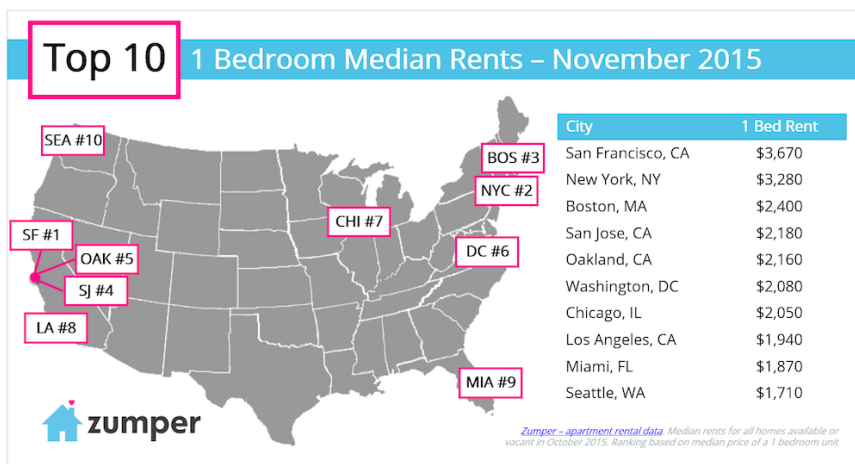 Top 10
1 Bedroom Median Rents – November 2015
SEA #10
BOS #3
NYC #2
CHI #7
SF #1
OAK #5
DC #6
SJ #4
LA #8
MIA #9
City 1 Bed Rent
San Francisco, CA $3,670
New York, NY $3,280
Boston, MA $2,400
San Jose, CA $2,180
Oakland, CA $2,160
Washington, DC $2,080
Chicago, IL $2,050
Los Angeles, CA $1,940
Miami, FL $1,870
Seattle, WA $1,710
zumper
Zumper – apartment rental data. Median rents for all homes available or
vacant in October 2015. Ranking based on median price of a 1 bedroom unit